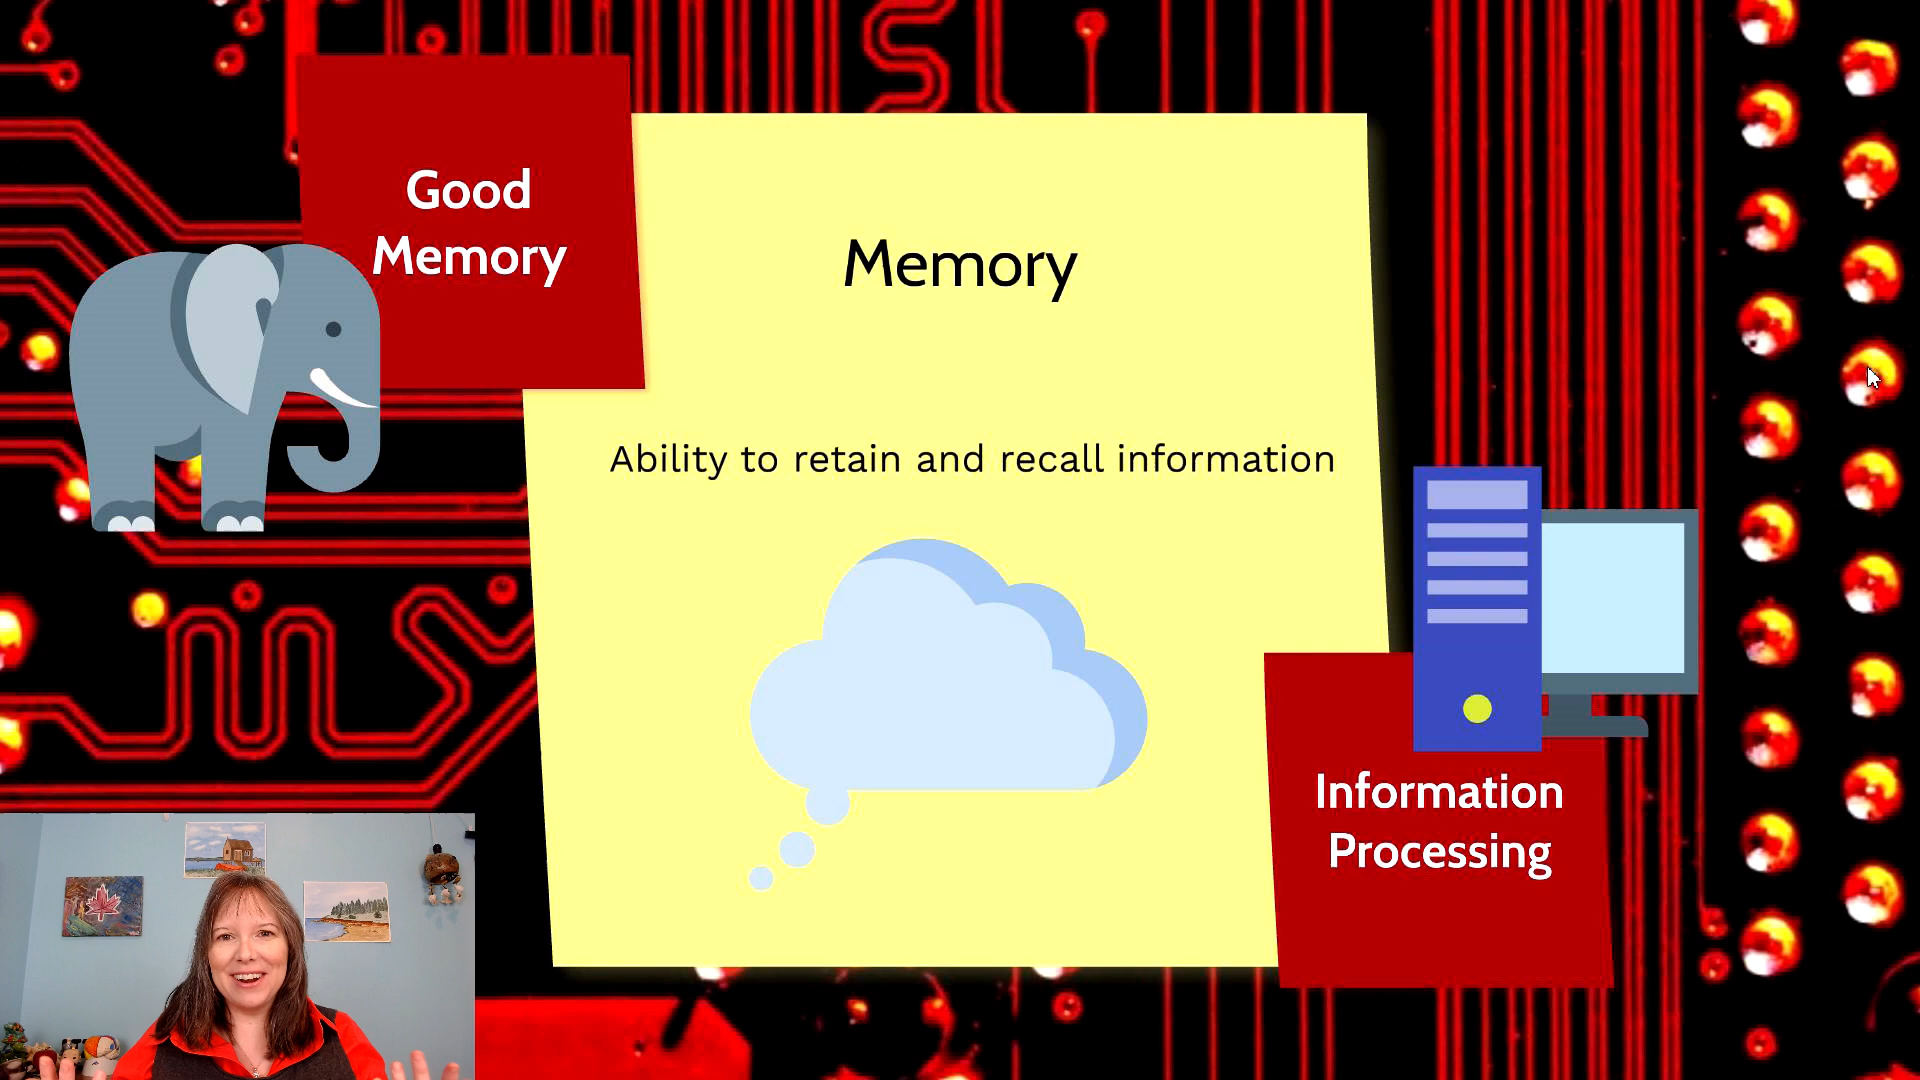 Good
Memory
Memory
Ability to retain and recall information
Information
Processing